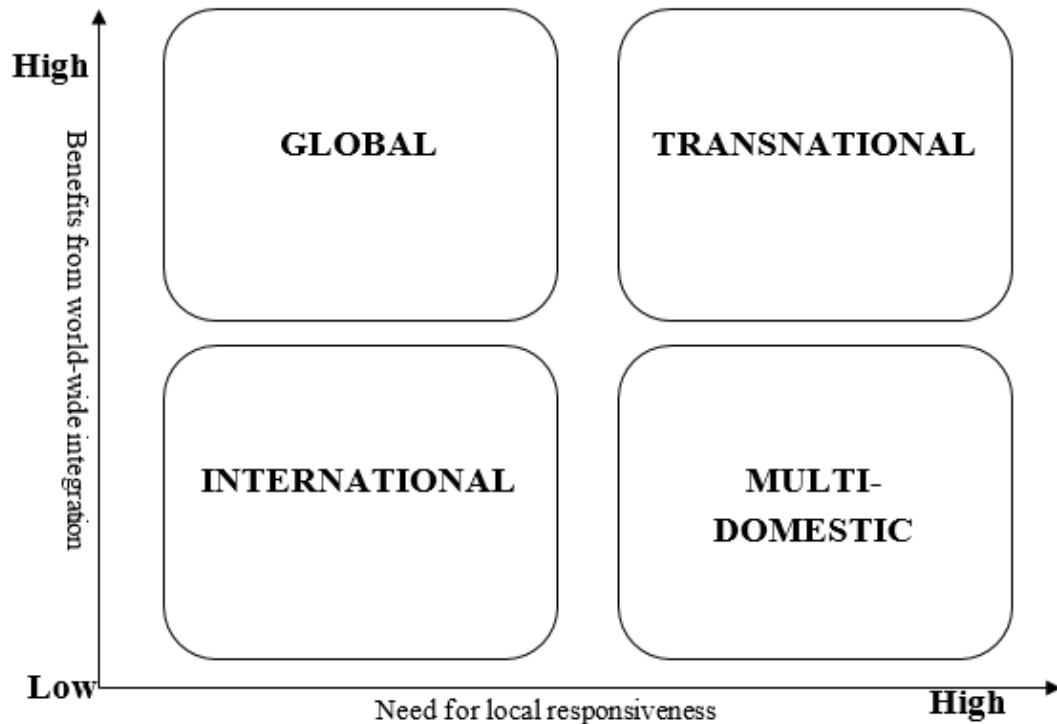 High
Benefits from world-wide integration
GLOBAL
TRANSNATIONAL
INTERNATIONAL
MULTI-
DOMESTIC
Low
Need for local responsiveness
High